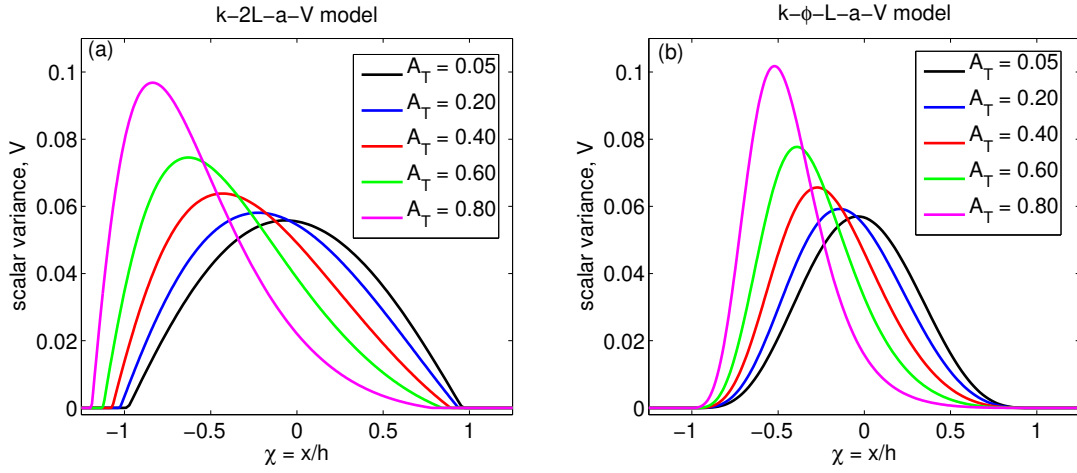 k−2L−a−V model
(a)
A_T = 0.05
A_T = 0.20
A_T = 0.40
A_T = 0.60
A_T = 0.80
scalar variance, V
0.1
0.08
0.06
0.04
0.02
0
−1
−0.5
0
0.5
1
χ = x/h
k−ϕ−L−a−V model
(b)
A_T = 0.05
A_T = 0.20
A_T = 0.40
A_T = 0.60
A_T = 0.80
scalar variance, V
0.1
0.08
0.06
0.04
0.02
0
−1
−0.5
0
0.5
1
χ = x/h